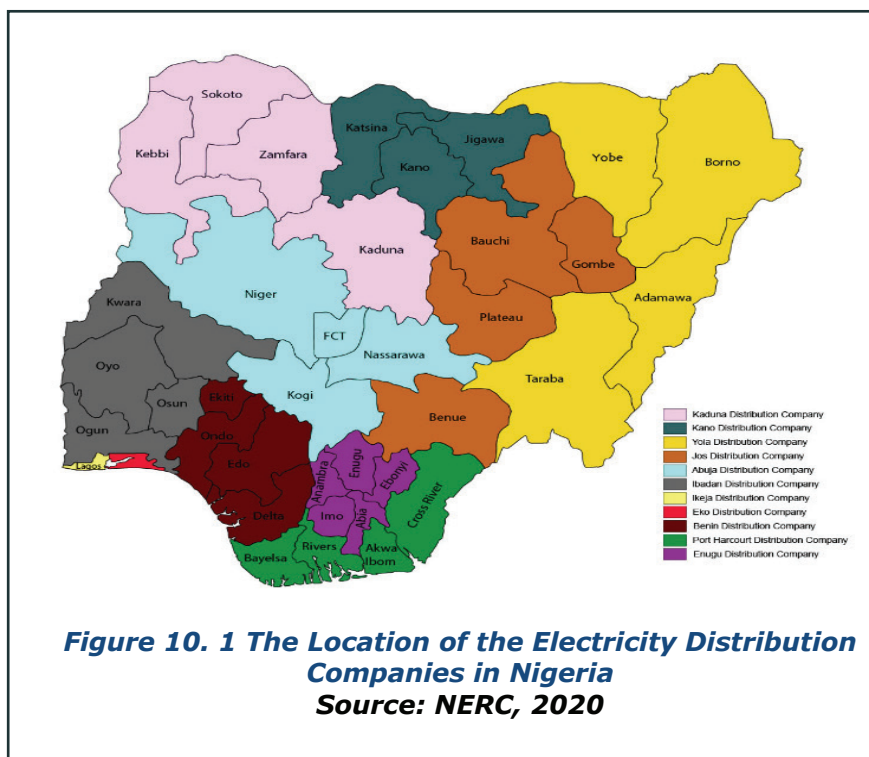 Sokoto
Kebbi
Zamfara
Katsina
Jigawa
Kano
Yobe
Borno
Kaduna
Bauchi
Gombe
Niger
Adamawa
Kwara
Plateau
FCT
Nassarawa
Oyo
Taraba
Osun
Ekiti
Kogi
Benue
Ogun
Ondo
Edo
Lagos
Anambra
Enugu
Ebonyi
Imo
Abia
Cross River
Delta
Bayelsa
Rivers
Akwa
Ibom
Kaduna Distribution Company
Kano Distribution Company
Yola Distribution Company
Jos Distribution Company
Abuja Distribution Company
Ibadan Distribution Company
Ikeja Distribution Company
Eko Distribution Company
Benin Distribution Company
Port Harcourt Distribution Company
Enugu Distribution Company
Figure 10. 1 The Location of the Electricity Distribution
Companies in Nigeria
Source: NERC, 2020